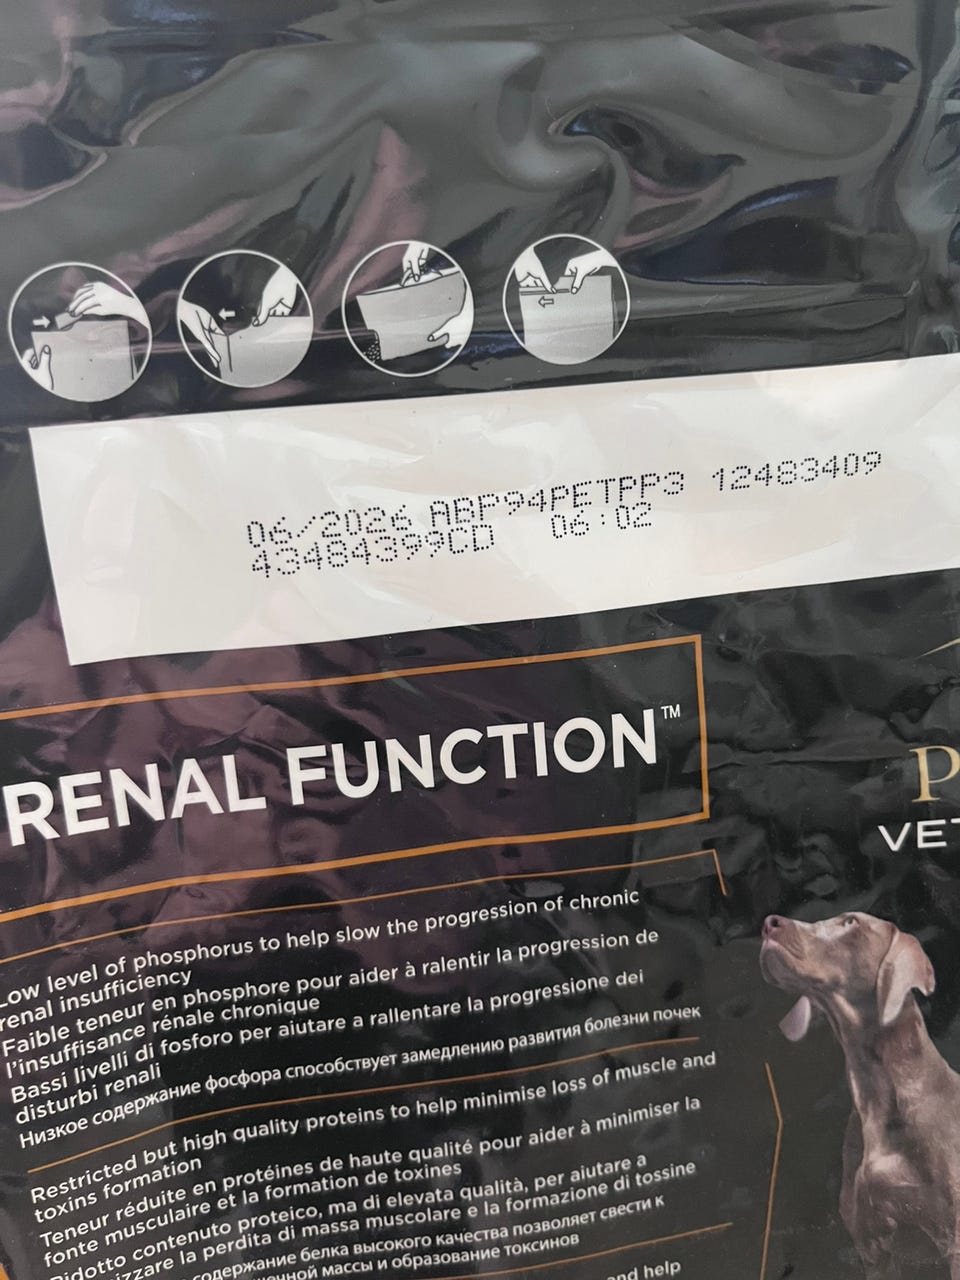 06/2026 ABP94PETPP3 12483409
43484399CD 06:02
RENAL FUNCTION™
P
VET
Low level of phosphorus to help slow the progression of chronic
renal insufficiency
Faible teneur en phosphore pour aider à ralentir la progression de
l'insuffisance rénale chronique
Bassi livelli di fosforo per aiutare a rallentare la progressione dei
disturbi renali
Низкое содержание фосфора способствует замедлению развития болезни почек
Restricted but high quality proteins to help minimise loss of muscle and
toxins formation
Teneur réduite en protéines de haute qualité pour aider à minimiser la
fonte musculaire et la formation de toxines
Ridotto contenuto proteico, ma di elevata qualità, per aiutare a
izzare la perdita di massa muscolare e la formazione di tossine
содержание белка высокого качества позволяет свести к
массы и образование токсинов
and help